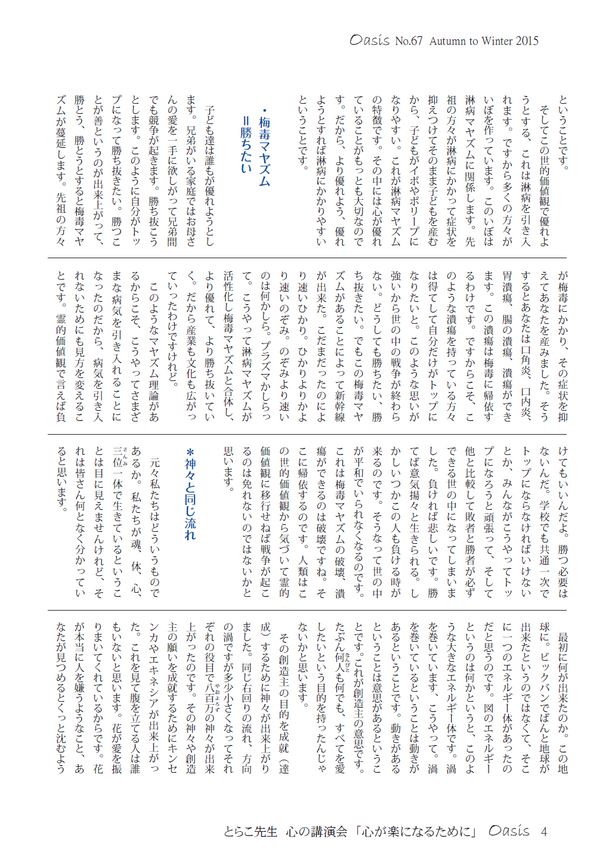 Oasis No.67 Autumn to Winter 2015
ということです。
そしてこの世的価値観で優れよ
うとする、これは淋病を引き入
れます。ですから多くの方々が
いぼを作っています。このいぼは
淋病マヤズムに関係します。先
祖の方々が淋病にかかって症状を
抑えつけてそのまま子どもを産む
から、子どもがイボやポリープに
なりやすい。これが淋病マヤズム
の特徴です。その中には心が優れ
ていることがもっとも大切なので
す。だから、より優れよう、優れ
ようとすれば淋病にかかりやすい
ということです。
・梅毒マヤズム
＝勝ちたい
子ども達は誰もが優れようとし
ます。兄弟がいる家庭ではお母さ
んの愛を一手に欲しがって兄弟間
でも競争が起きます。勝ち抜こう
とします。このように自分がトッ
プになって勝ち抜きたい。勝つこ
とが善というのが出来上がって、
勝とう、勝とうとすると梅毒マヤ
ズムが蔓延します。先祖の方々
が梅毒にかかり、その症状を抑
えてあなたを産みました。そう
するとあなたは口角炎、口内炎、
胃潰瘍、腸の潰瘍、潰瘍ができ
ます。この潰瘍は梅毒に帰依す
るわけです。ですからこそ、こ
のような潰瘍を持っている方々
は得てして自分だけがトップに
なりたいと。このような思いが
強いから世の中の戦争が終わら
ない。どうしても勝ちたい、勝
ち抜きたい。でもこの梅毒マヤ
ズムがあることによって新幹線
が出来た。こだまだったのによ
り速いひかり。ひかりよりかよ
り速いのぞみ。のぞみより速い
のは何かしら。プラズマかしらっ
て。こうやって淋病マヤズムが
活性化し梅毒マヤズムと合体し、
より優れて、より勝ち抜いてい
く。だから産業も文化も広がっ
ていったわけですけれど。
このようなマヤズム理論があ
るからこそ、こうやってさまざ
まな病気を引き入れることに
なったのだから、病気を引き入
れないためにも見方を変えるこ
とです。霊的価値観で言えば負
けてもいいんだよ。勝つ必要は
ないんだ。学校でも共通一次で
トップにならなければいけない
とか、みんながこうやってトッ
プになろうと頑張って、そして
他と比較して敗者と勝者が必ず
できる世の中になってしまいま
した。負ければ悲しいです。勝
てば意気揚々と生きられる。し
かしいつかこの人も負ける時が
来るのです。そうなって世の中
が平和でいられなくなるのです。
これは梅毒マヤズムの破壊、潰
瘍ができるのは破壊ですね。そ
こに帰依するのです。人類はこ
の世的価値観から気づいて霊的
価値観に移行せねば戦争が起こ
るのは免れないのではないかと
思います。
＊神々と同じ流れ
元々私たちはどういうもので
あるか。私たちが魂、体、心、
三位一体で生きているというこ
とは目に見えませんけれど、そ
れは皆さん何となく分かってい
ると思います。
最初に何が出来たのか。この地
球に。ビックバンでぱんと地球が
出来たというのではなくて、そこ
に一つのエネルギー体があったの
だと思うのです。図のエネルギー
というのは何かというと、このよ
うな大きなエネルギー体です。渦
を巻いています、こうやって。渦
を巻いているということは動きが
あるということです。動きがある
ということは意思があるというこ
とです。これが創造主の意思です。
たぶん何人も何でも、すべてを愛
したいという目的を持ったんじゃ
ないかと思います。
その創造主の目的を成就（達
成）するために神々が出来上がり
ました。同じ右回りの流れ、方向
の渦ですが多少小さくなってそれ
ぞれの役目で八百万の神々が出来
上がったのです。その神々や創造
主の願いを成就するためにキンセ
ンカやエキネシアが出来上がっ
た。これを見て腹を立てる人は誰
もいないと思います。花が愛を振
りまいてくれているからです。花
が本当に人を嫌うようなこと、あ
なたが見つめるとくっと沈むよう
とらこ先生 心の講演会「心が楽になるために」 Oasis 4